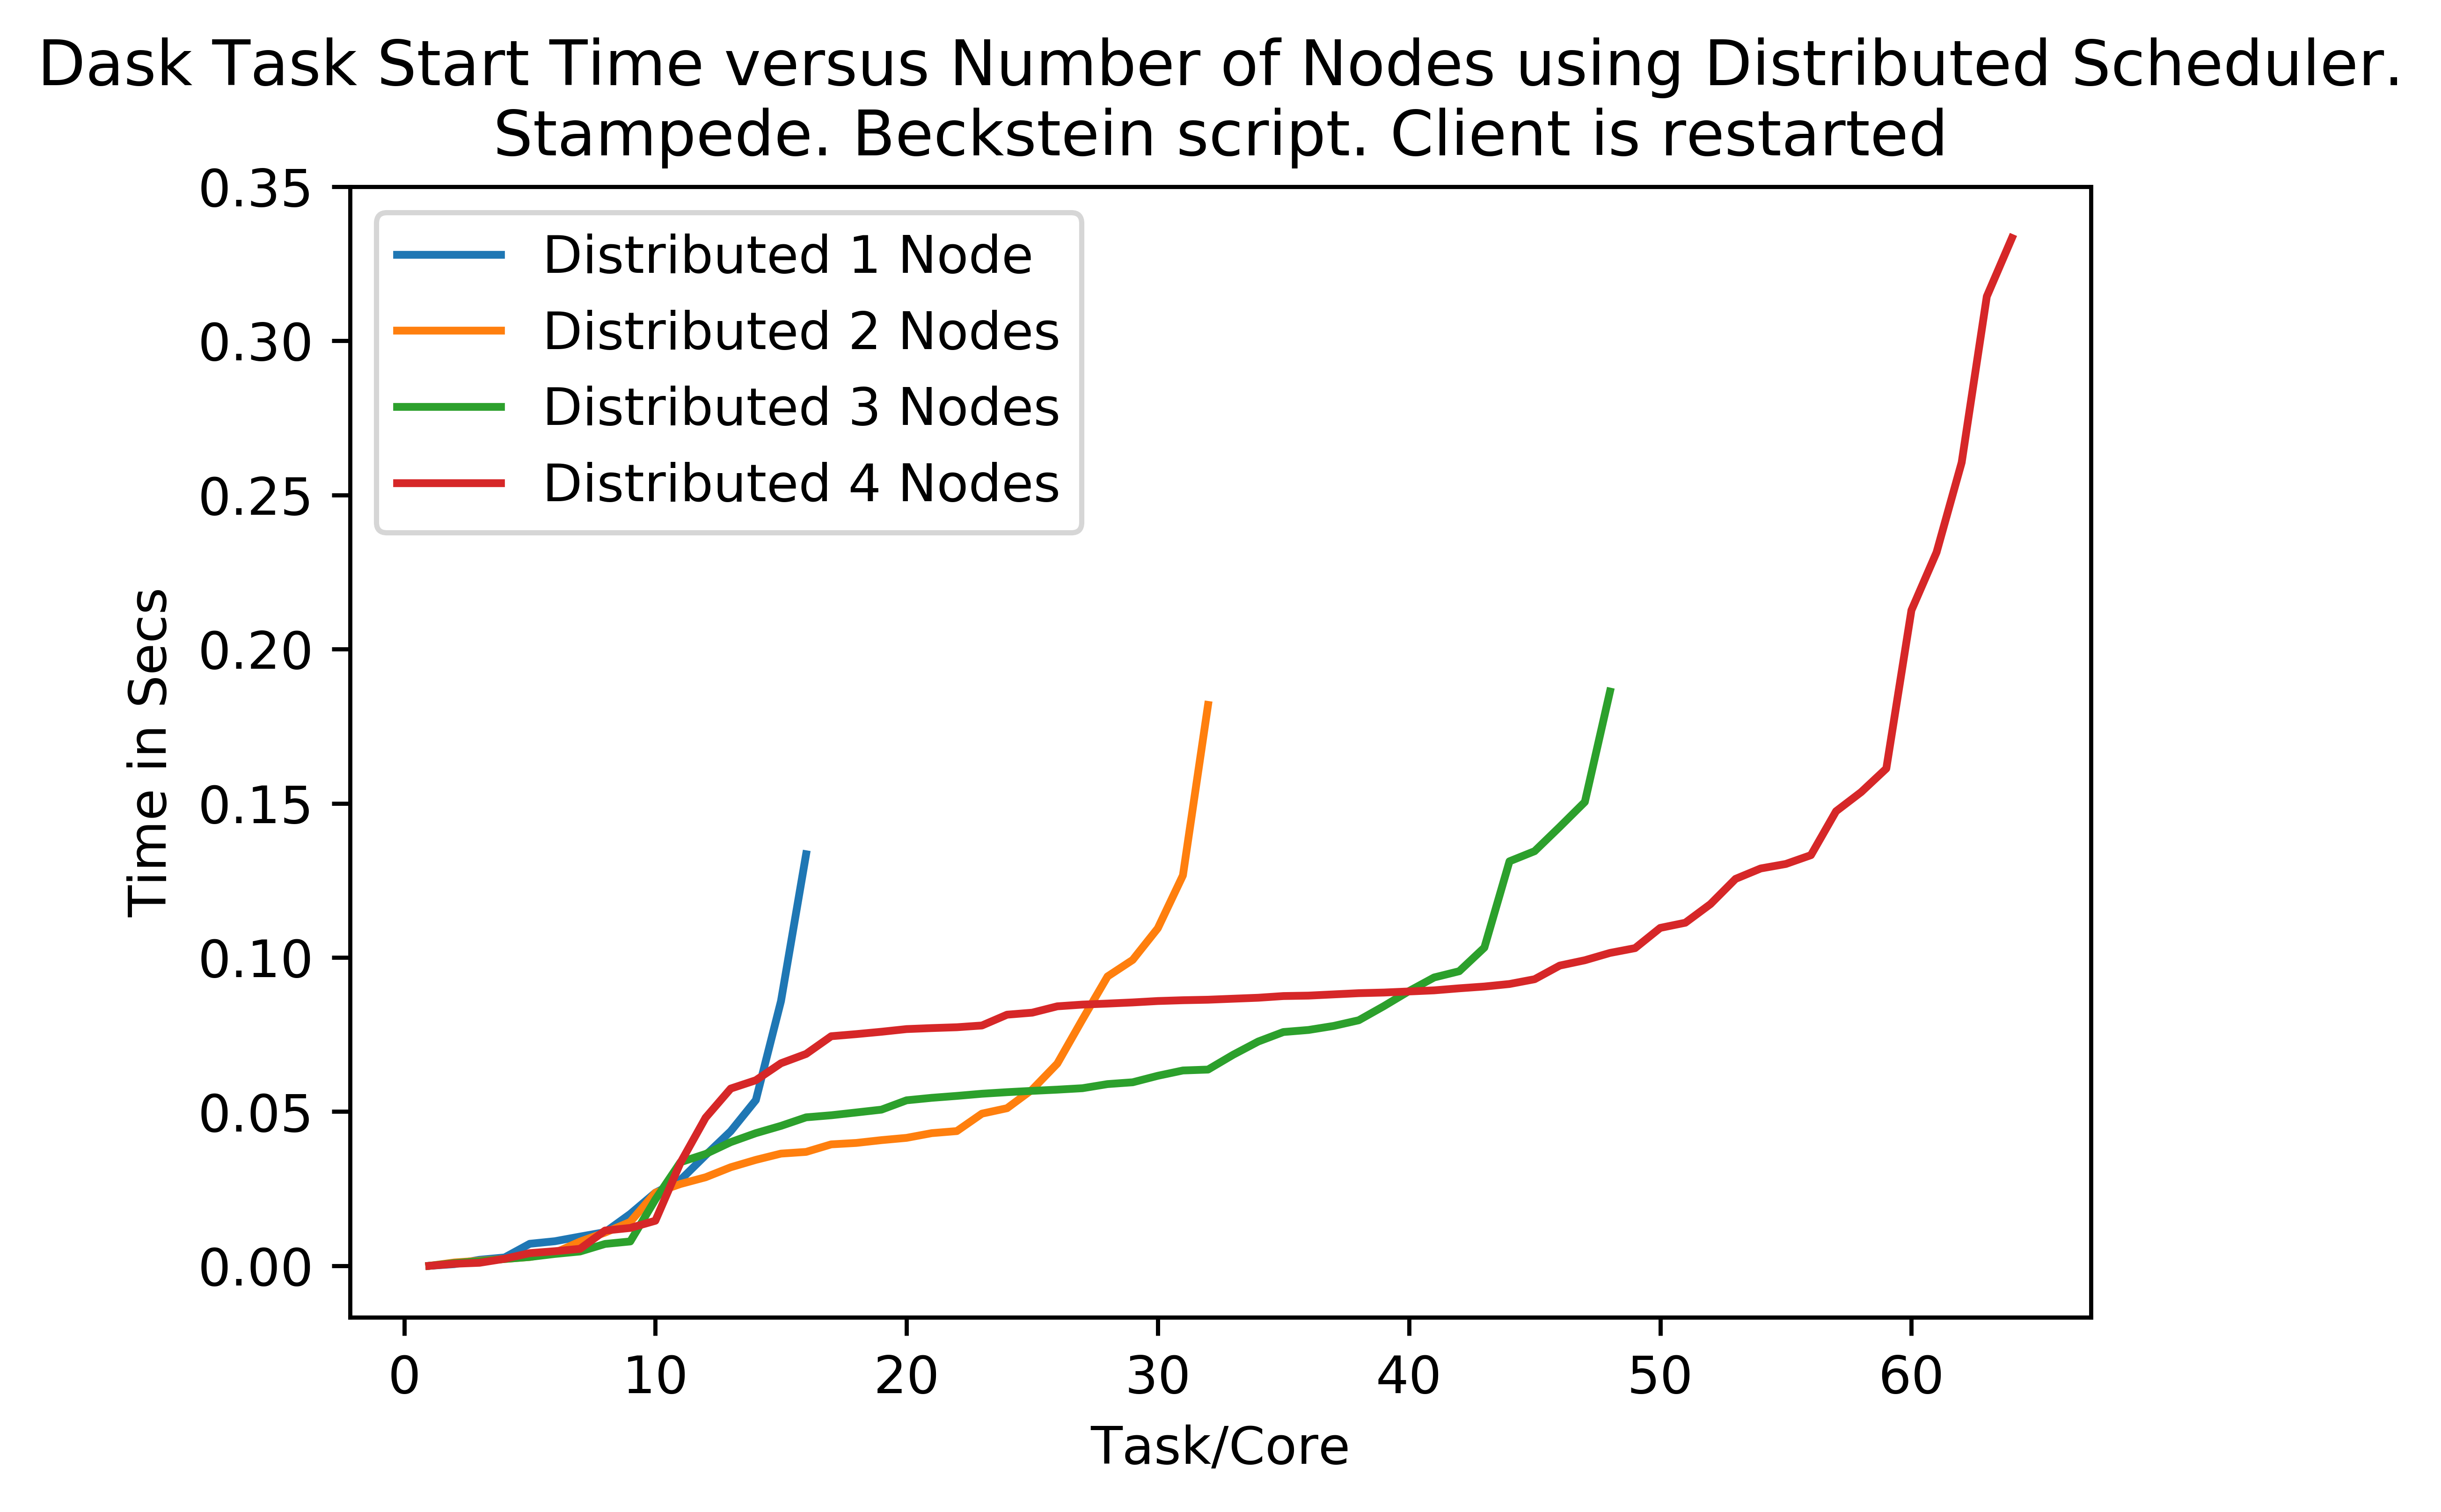 Dask Task Start Time versus Number of Nodes using Distributed Scheduler.
Stampede. Beckstein script. Client is restarted
0.35
0.30
0.25
0.20
0.15
0.10
0.05
0.00
Time in Secs
Distributed 1 Node
Distributed 2 Nodes
Distributed 3 Nodes
Distributed 4 Nodes
0 10 20 30 40 50 60
Task/Core